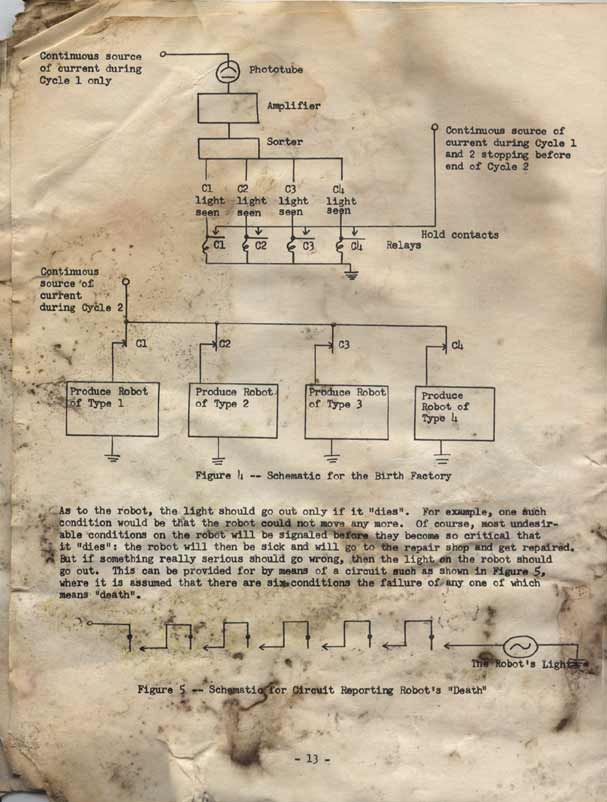 Continuous source
of current during
Cycle 1 only
Phototube
Amplifier
Sorter
Continuous source of
current during Cycle 1
and 2 stopping before
end of Cycle 2
C1 C2 C3 C4
light light light light
seen seen seen seen
Hold contacts
C1 C2 C3 C4 Relays
Continuous
source of
current
during Cycle 2
C1 C2 C3 C4
Produce Robot
of Type 1
Produce Robot
of Type 2
Produce Robot
of Type 3
Produce
Robot of
Type 4
Figure 4 -- Schematic for the Birth Factory
As to the robot, the light should go out only if it "dies". For example, one such
condition would be that the robot could not move any more. Of course, most undesir-
able conditions on the robot will be signaled before they become so critical that
it "dies": the robot will then be sick and will go to the repair shop and get repaired.
But if something really serious should go wrong, then the light on the robot should
go out. This can be provided for by means of a circuit such as shown in Figure 5,
where it is assumed that there are six conditions the failure of any one of which
means "death".
The Robot's Light
Figure 5 -- Schematic for Circuit Reporting Robot's "Death"
- 13 -